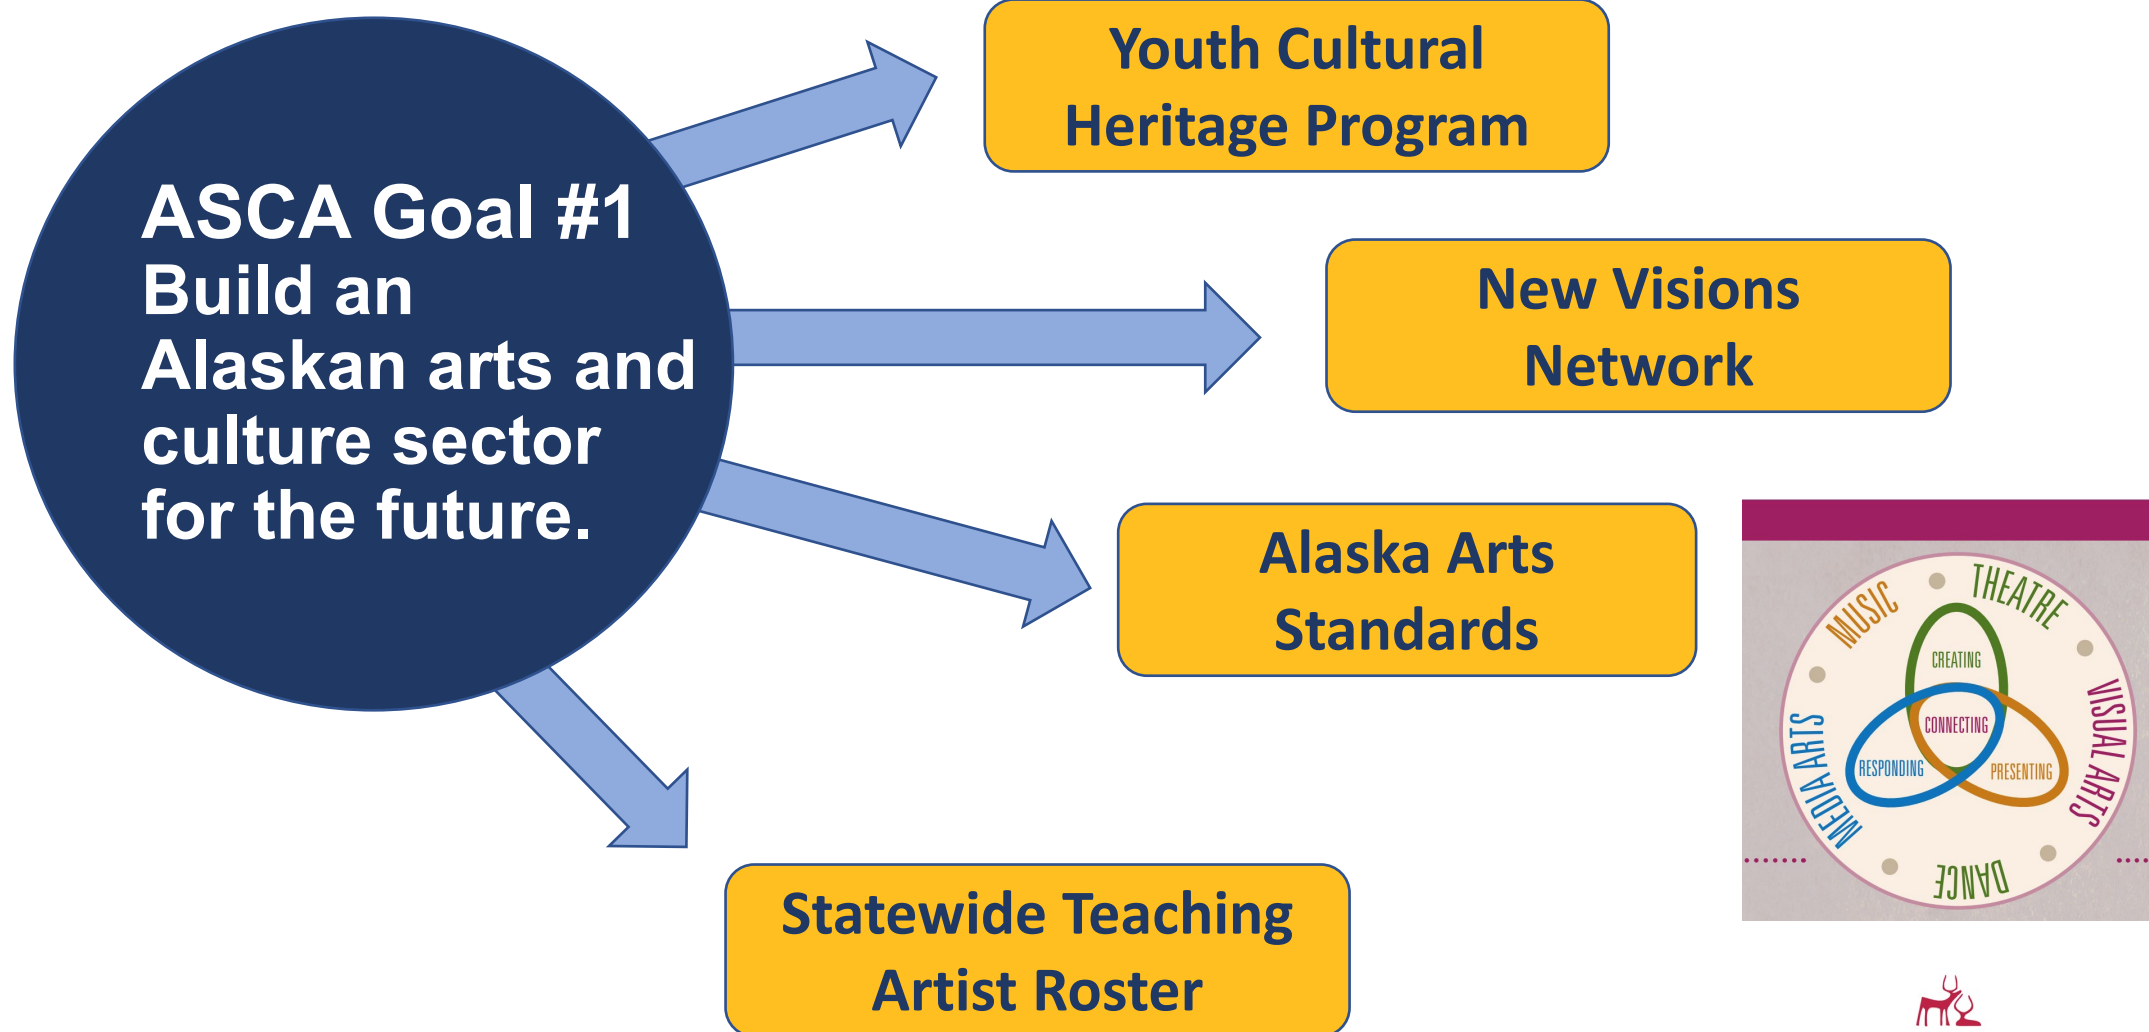 ASCA Goal #1
Build an
Alaskan arts and
culture sector
for the future.
Youth Cultural
Heritage Program
New Visions
Network
Alaska Arts
Standards
Statewide Teaching
Artist Roster
MUSIC
THEATRE
VISUAL ARTS
DANCE
MEDIA ARTS
CREATING
CONNECTING
RESPONDING
PRESENTING